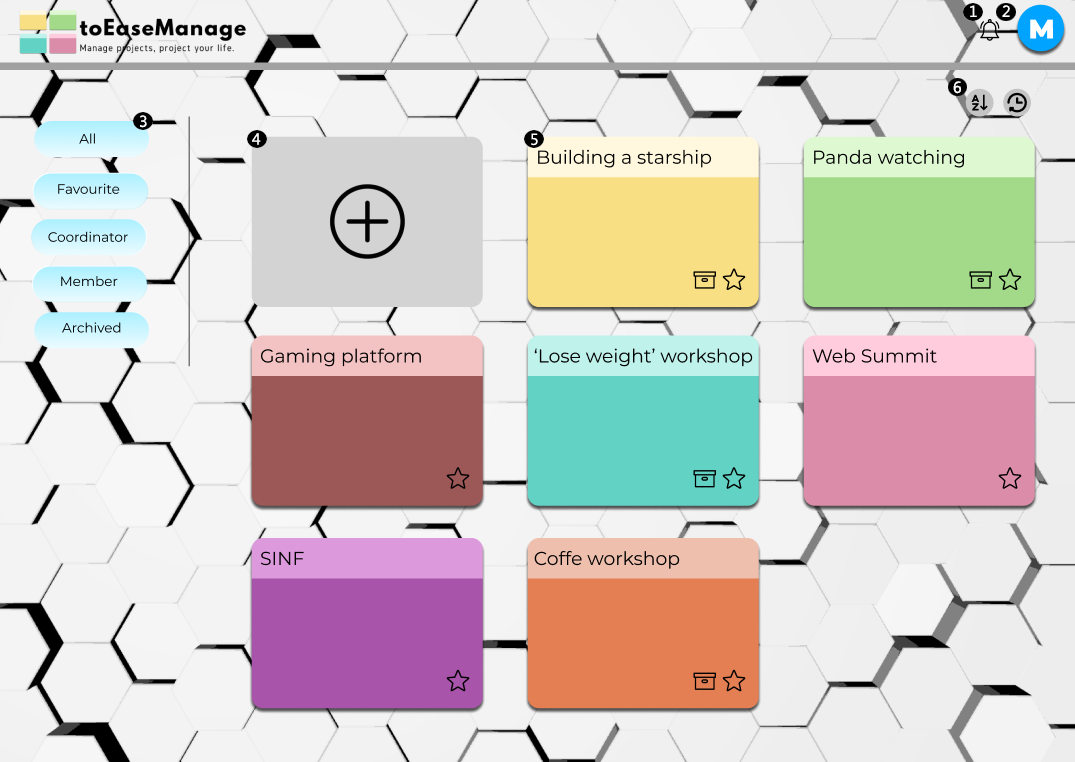 toEaseManage
Manage projects, project your life.
1
2
M
6
A
Z
3
All
Favourite
Coordinator
Member
Archived
4
5
Building a starship
Panda watching
Gaming platform
‘Lose weight’ workshop
Web Summit
SINF
Coffe workshop